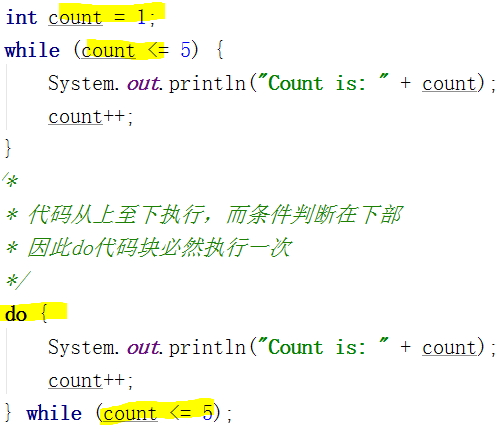 int count = 1;
while (count <= 5) {
    System.out.println("Count is: " + count);
    count++;
}
/*
* 代码从上至下执行，而条件判断在下部
* 因此do代码块必然执行一次
*/
do {
    System.out.println("Count is: " + count);
    count++;
} while (count <= 5);